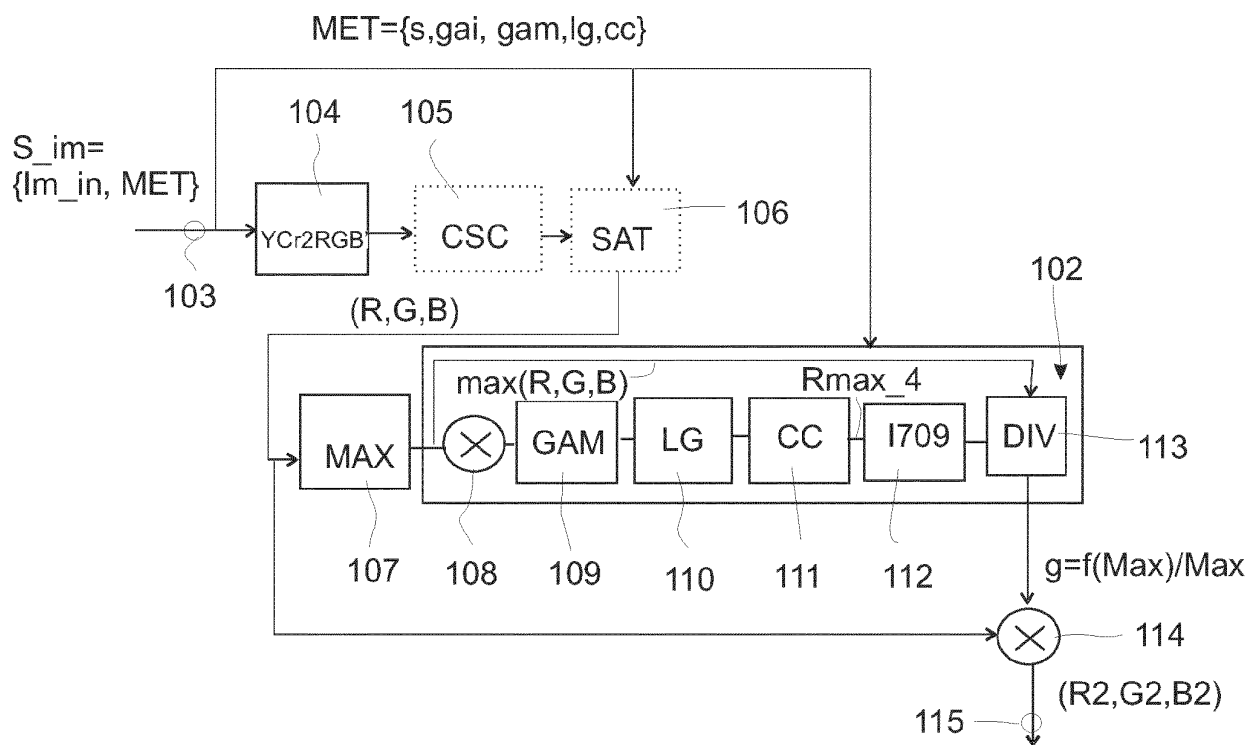 MET={s,gai, gam,lg,cc}
104
105
S_im=
{Im_in, MET}
YCr2RGB'
CSC
SAT
106
103
(R,G,B)
102
max(R,G,B)
Rmax_4
MAX
GAM
LG
CC
I709
DIV
113
107
108
109
110
111
112
g=f(Max)/Max
114
(R2,G2,B2)
115